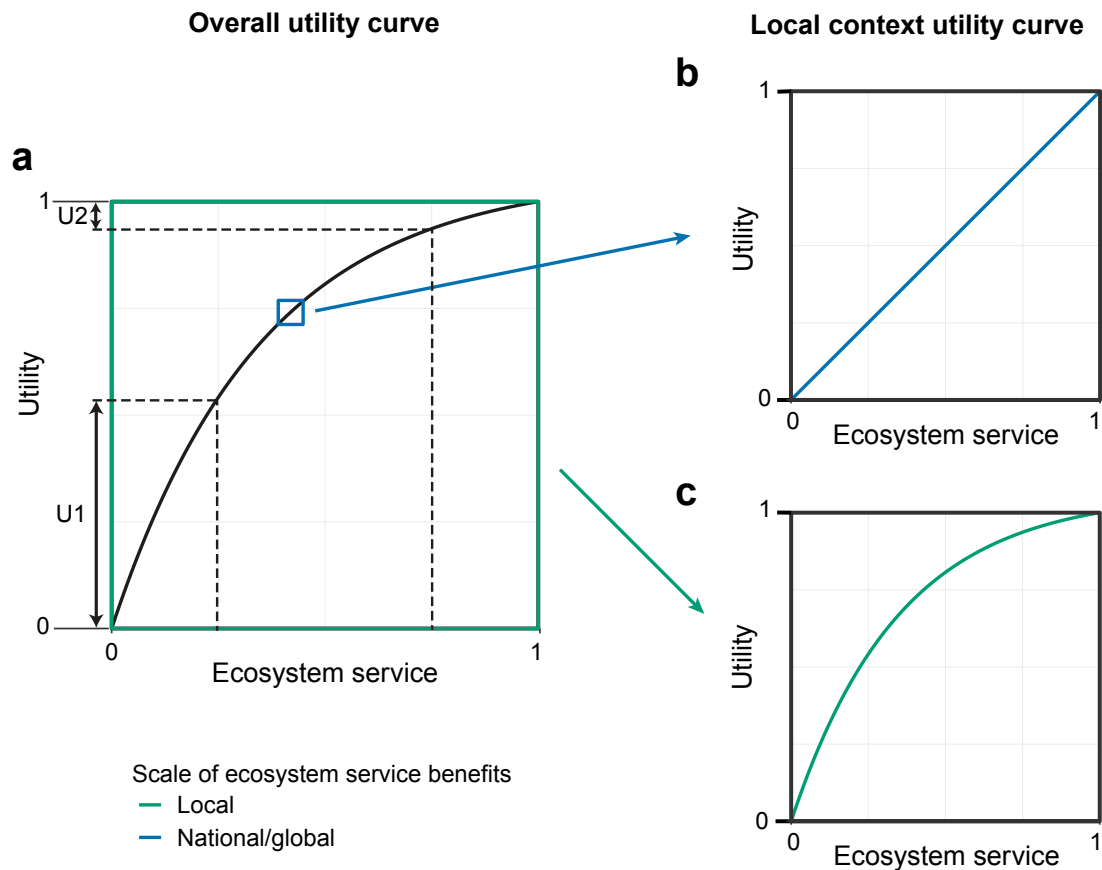 Overall utility curve
Local context utility curve
a
1
U2
Utility
U1
0
0
1
Ecosystem service
b
1
Utility
0
0
1
Ecosystem service
c
1
Utility
0
0
1
Ecosystem service
Scale of ecosystem service benefits
Local
National/global